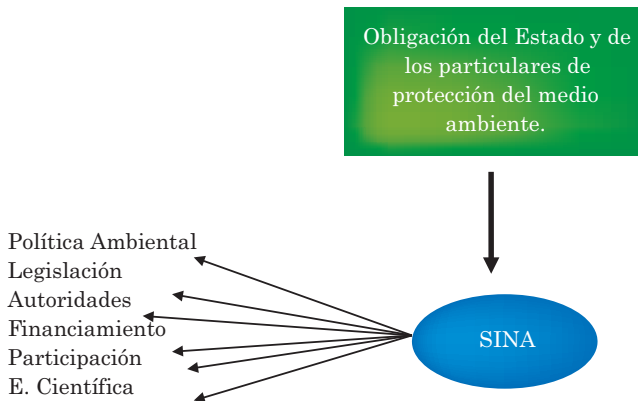 Obligación del Estado y de
los particulares de
protección del medio
ambiente.
Política Ambiental
Legislación
Autoridades
Financiamiento
Participación
E. Científica
SINA